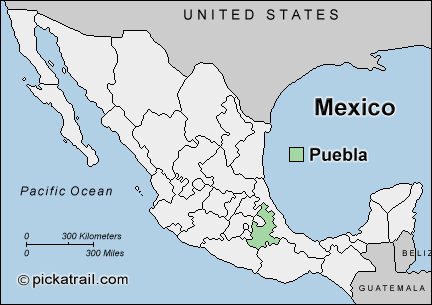 UNITED STATES
Mexico
Puebla
Pacific Ocean
0 300 Kilometers
0 300 Miles
BELIZ
GUATEMALA
© pickatrail.com